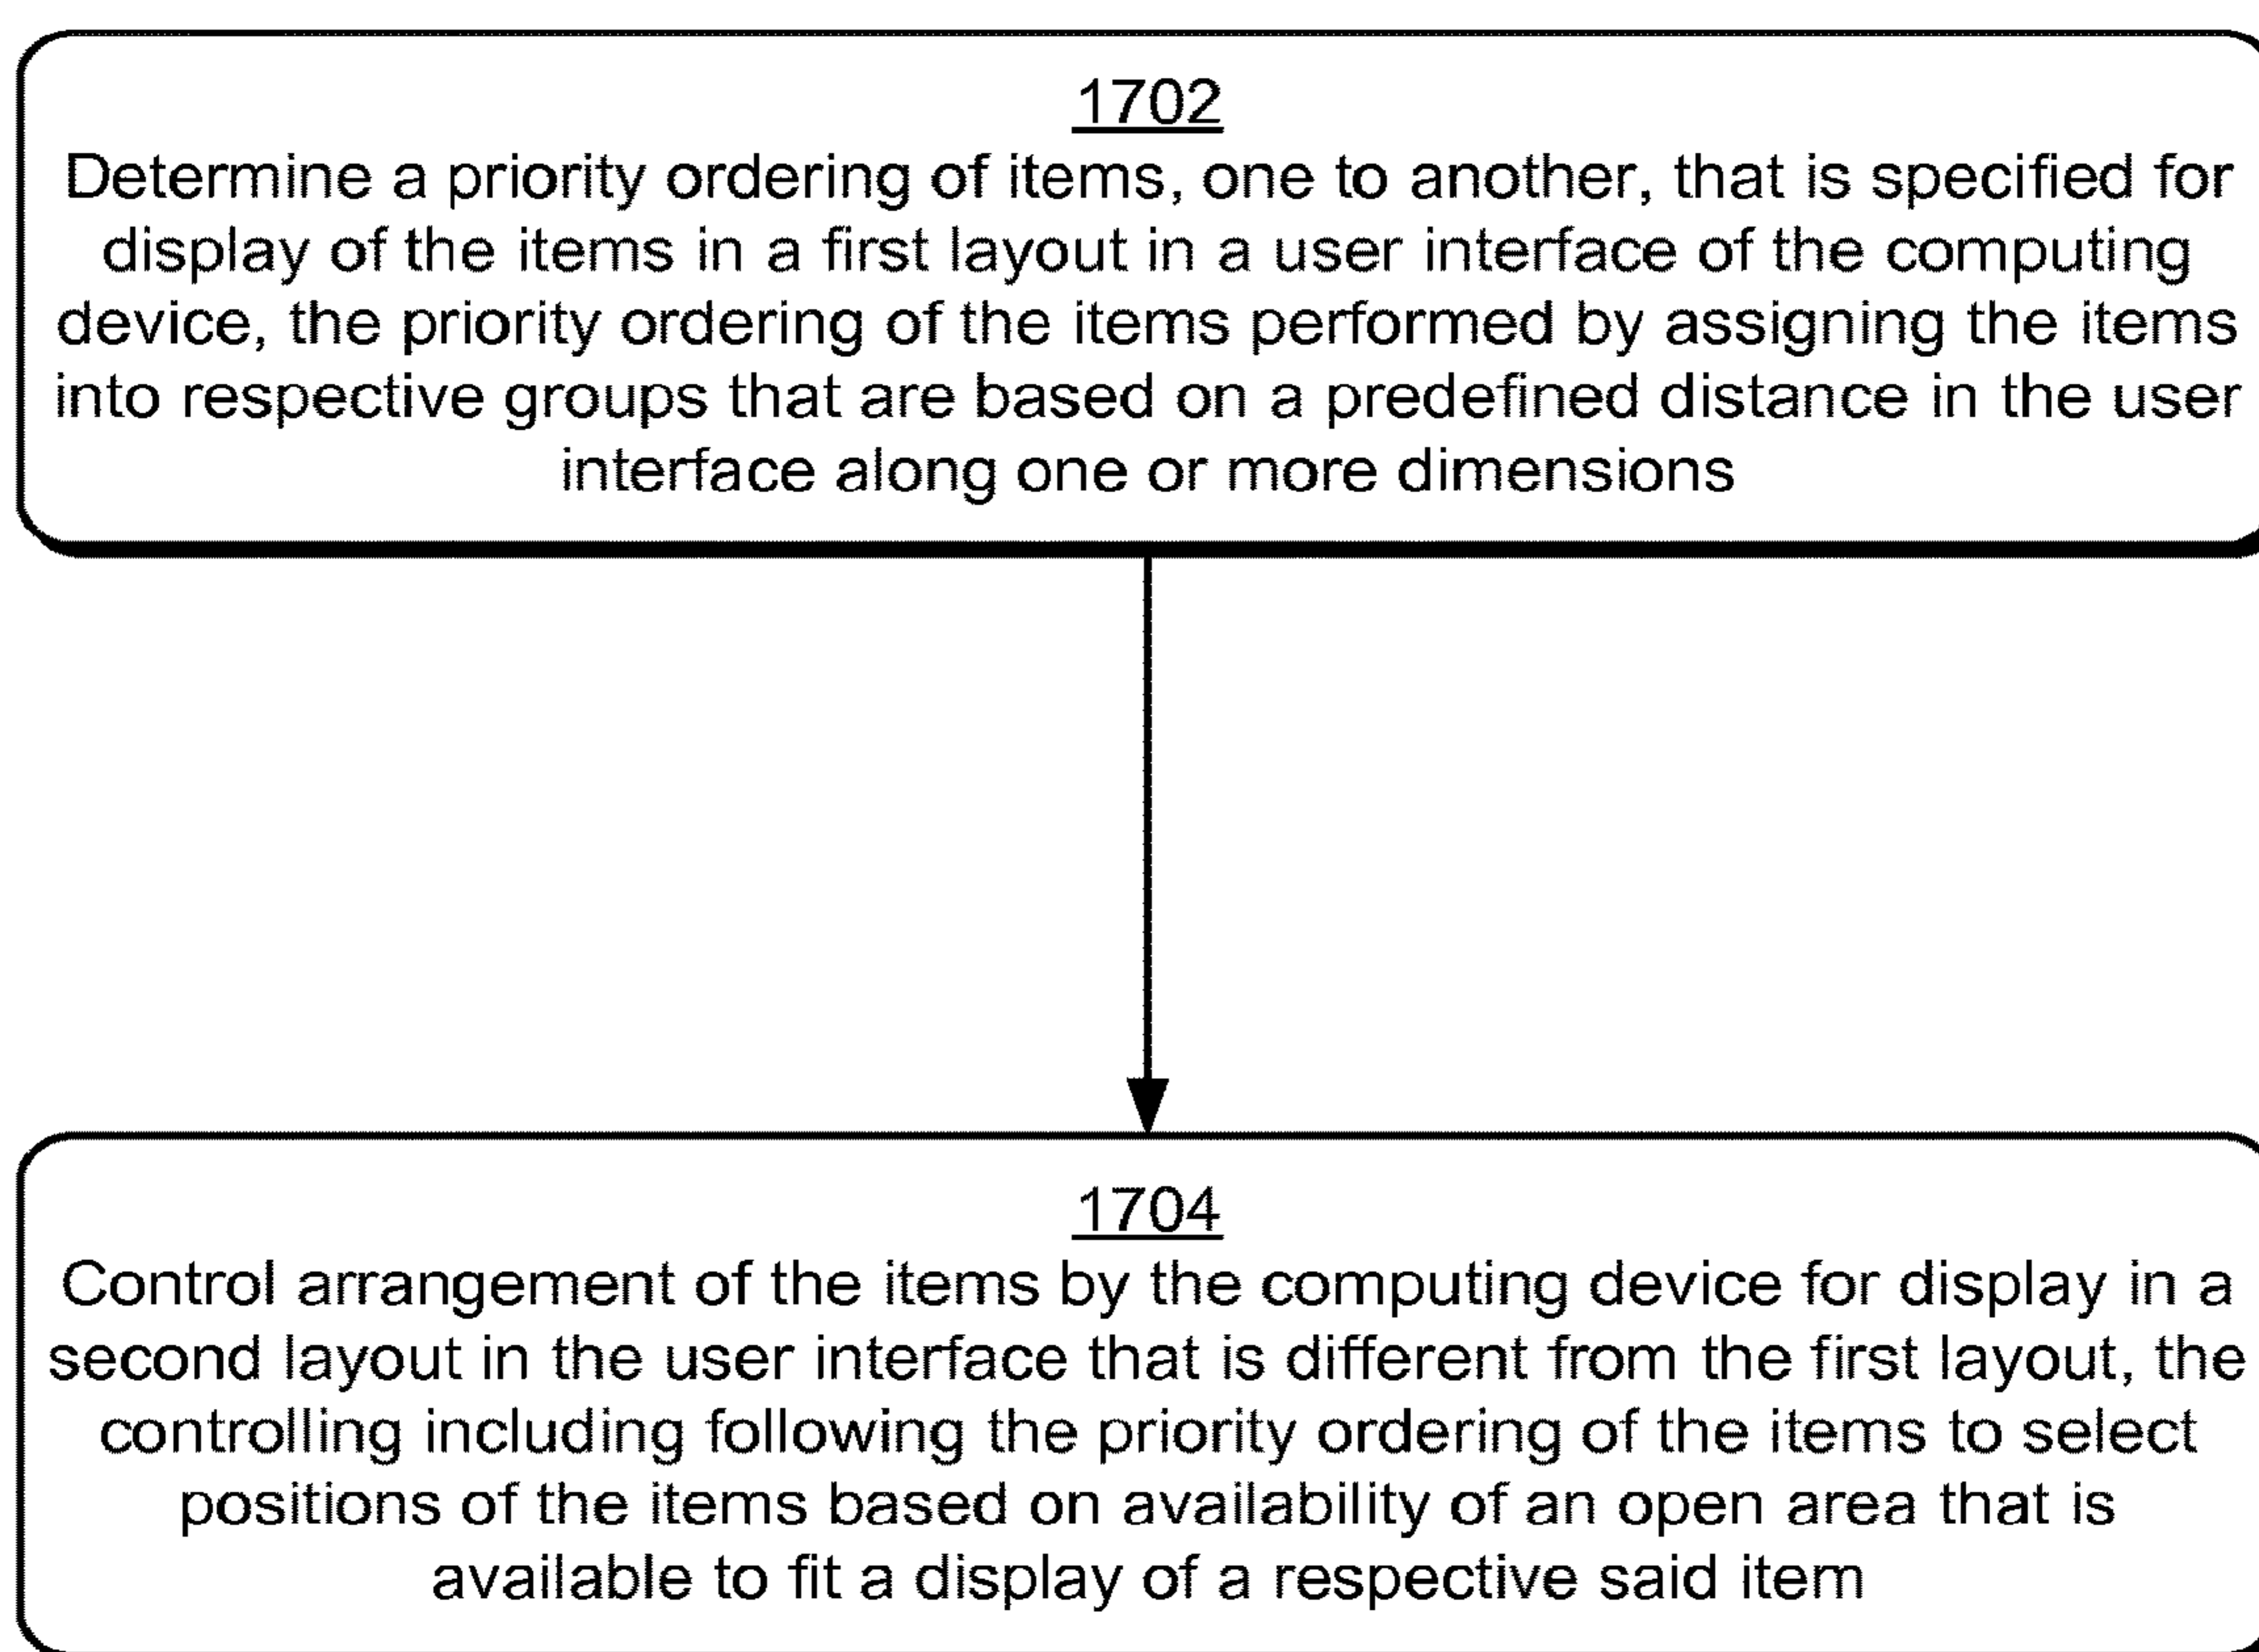 1702
Determine a priority ordering of items, one to another, that is specified for
display of the items in a first layout in a user interface of the computing
device, the priority ordering of the items performed by assigning the items
into respective groups that are based on a predefined distance in the user
interface along one or more dimensions
1704
Control arrangement of the items by the computing device for display in a
second layout in the user interface that is different from the first layout, the
controlling including following the priority ordering of the items to select
positions of the items based on availability of an open area that is
available to fit a display of a respective said item